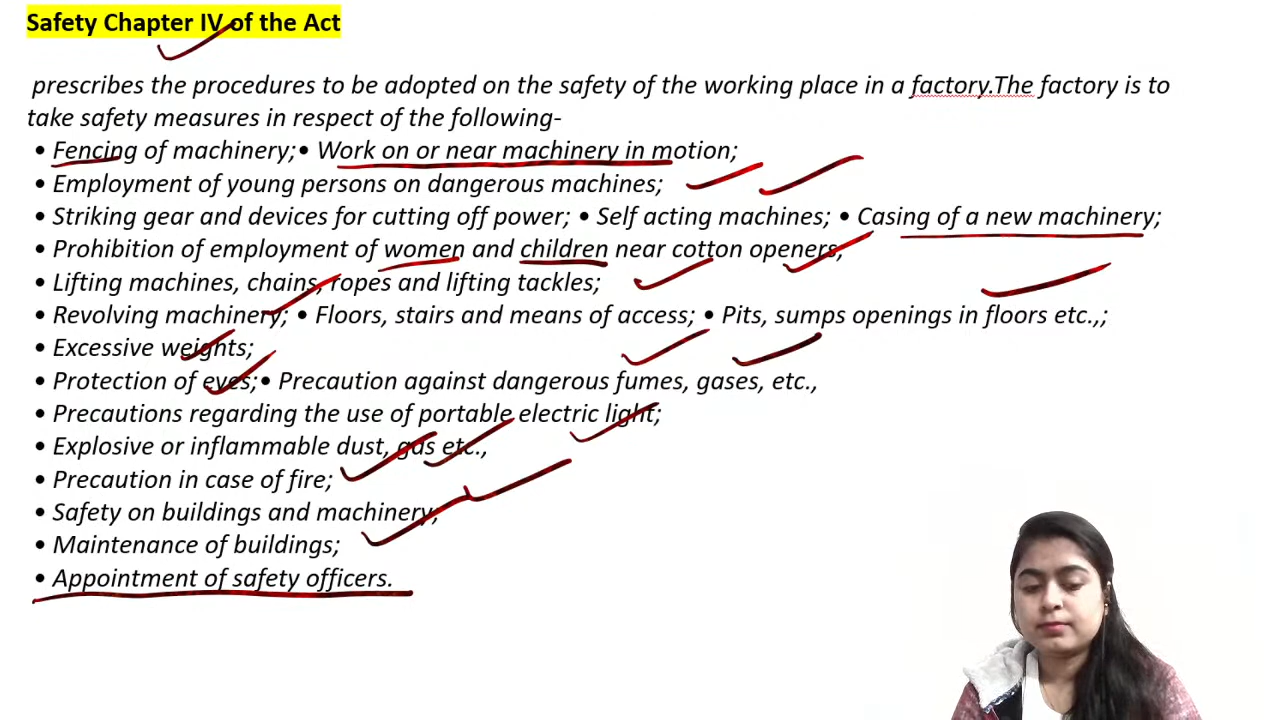 Safety Chapter IV of the Act
prescribes the procedures to be adopted on the safety of the working place in a factory.The factory is to
take safety measures in respect of the following-
• Fencing of machinery;• Work on or near machinery in motion;
• Employment of young persons on dangerous machines;
• Striking gear and devices for cutting off power; • Self acting machines; • Casing of a new machinery;
• Prohibition of employment of women and children near cotton openers;
• Lifting machines, chains, ropes and lifting tackles;
• Revolving machinery; • Floors, stairs and means of access; • Pits, sumps openings in floors etc.,;
• Excessive weights;
• Protection of eyes;• Precaution against dangerous fumes, gases, etc.,
• Precautions regarding the use of portable electric light;
• Explosive or inflammable dust, gas etc.,
• Precaution in case of fire;
• Safety on buildings and machinery;
• Maintenance of buildings;
• Appointment of safety officers.